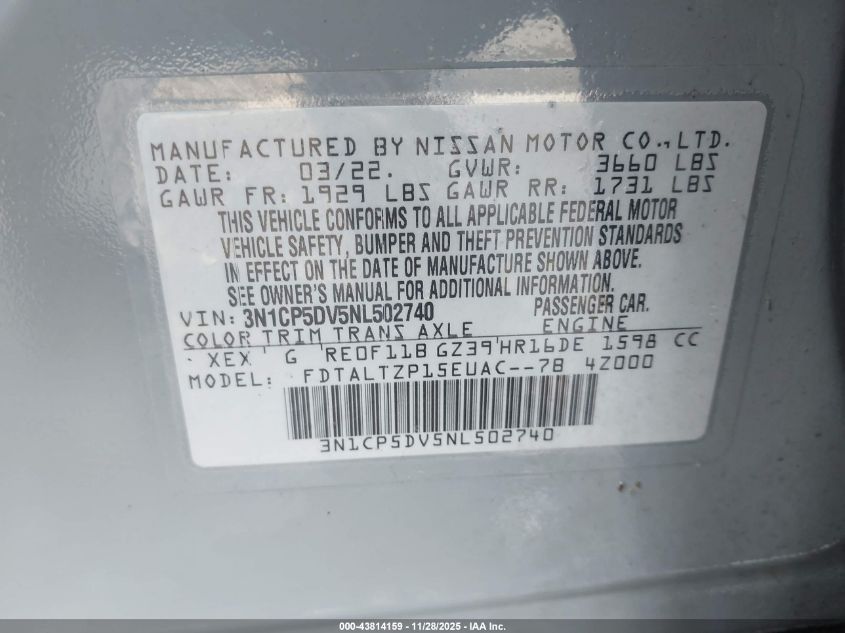 MANUFACTURED BY NISSAN MOTOR CO., LTD.
DATE: 03/22. GVWR: 3660 LBS
GAWR FR: 1929 LBS GAWR RR: 1731 LBS
THIS VEHICLE CONFORMS TO ALL APPLICABLE FEDERAL MOTOR
VEHICLE SAFETY, BUMPER AND THEFT PREVENTION STANDARDS
IN EFFECT ON THE DATE OF MANUFACTURE SHOWN ABOVE.
SEE OWNER'S MANUAL FOR ADDITIONAL INFORMATION.
VIN: 3N1CP5DV5NL502740 PASSENGER CAR.
COLOR TRIM TRANS AXLE ENGINE
XEX G RE0F11B GZ39 HR16DE 1598 CC
MODEL: FDTALTZP15EUAC--7B 4Z000
3N1CP5DV5NL502740
000-43814159 - 11/28/2025 - IAA Inc.